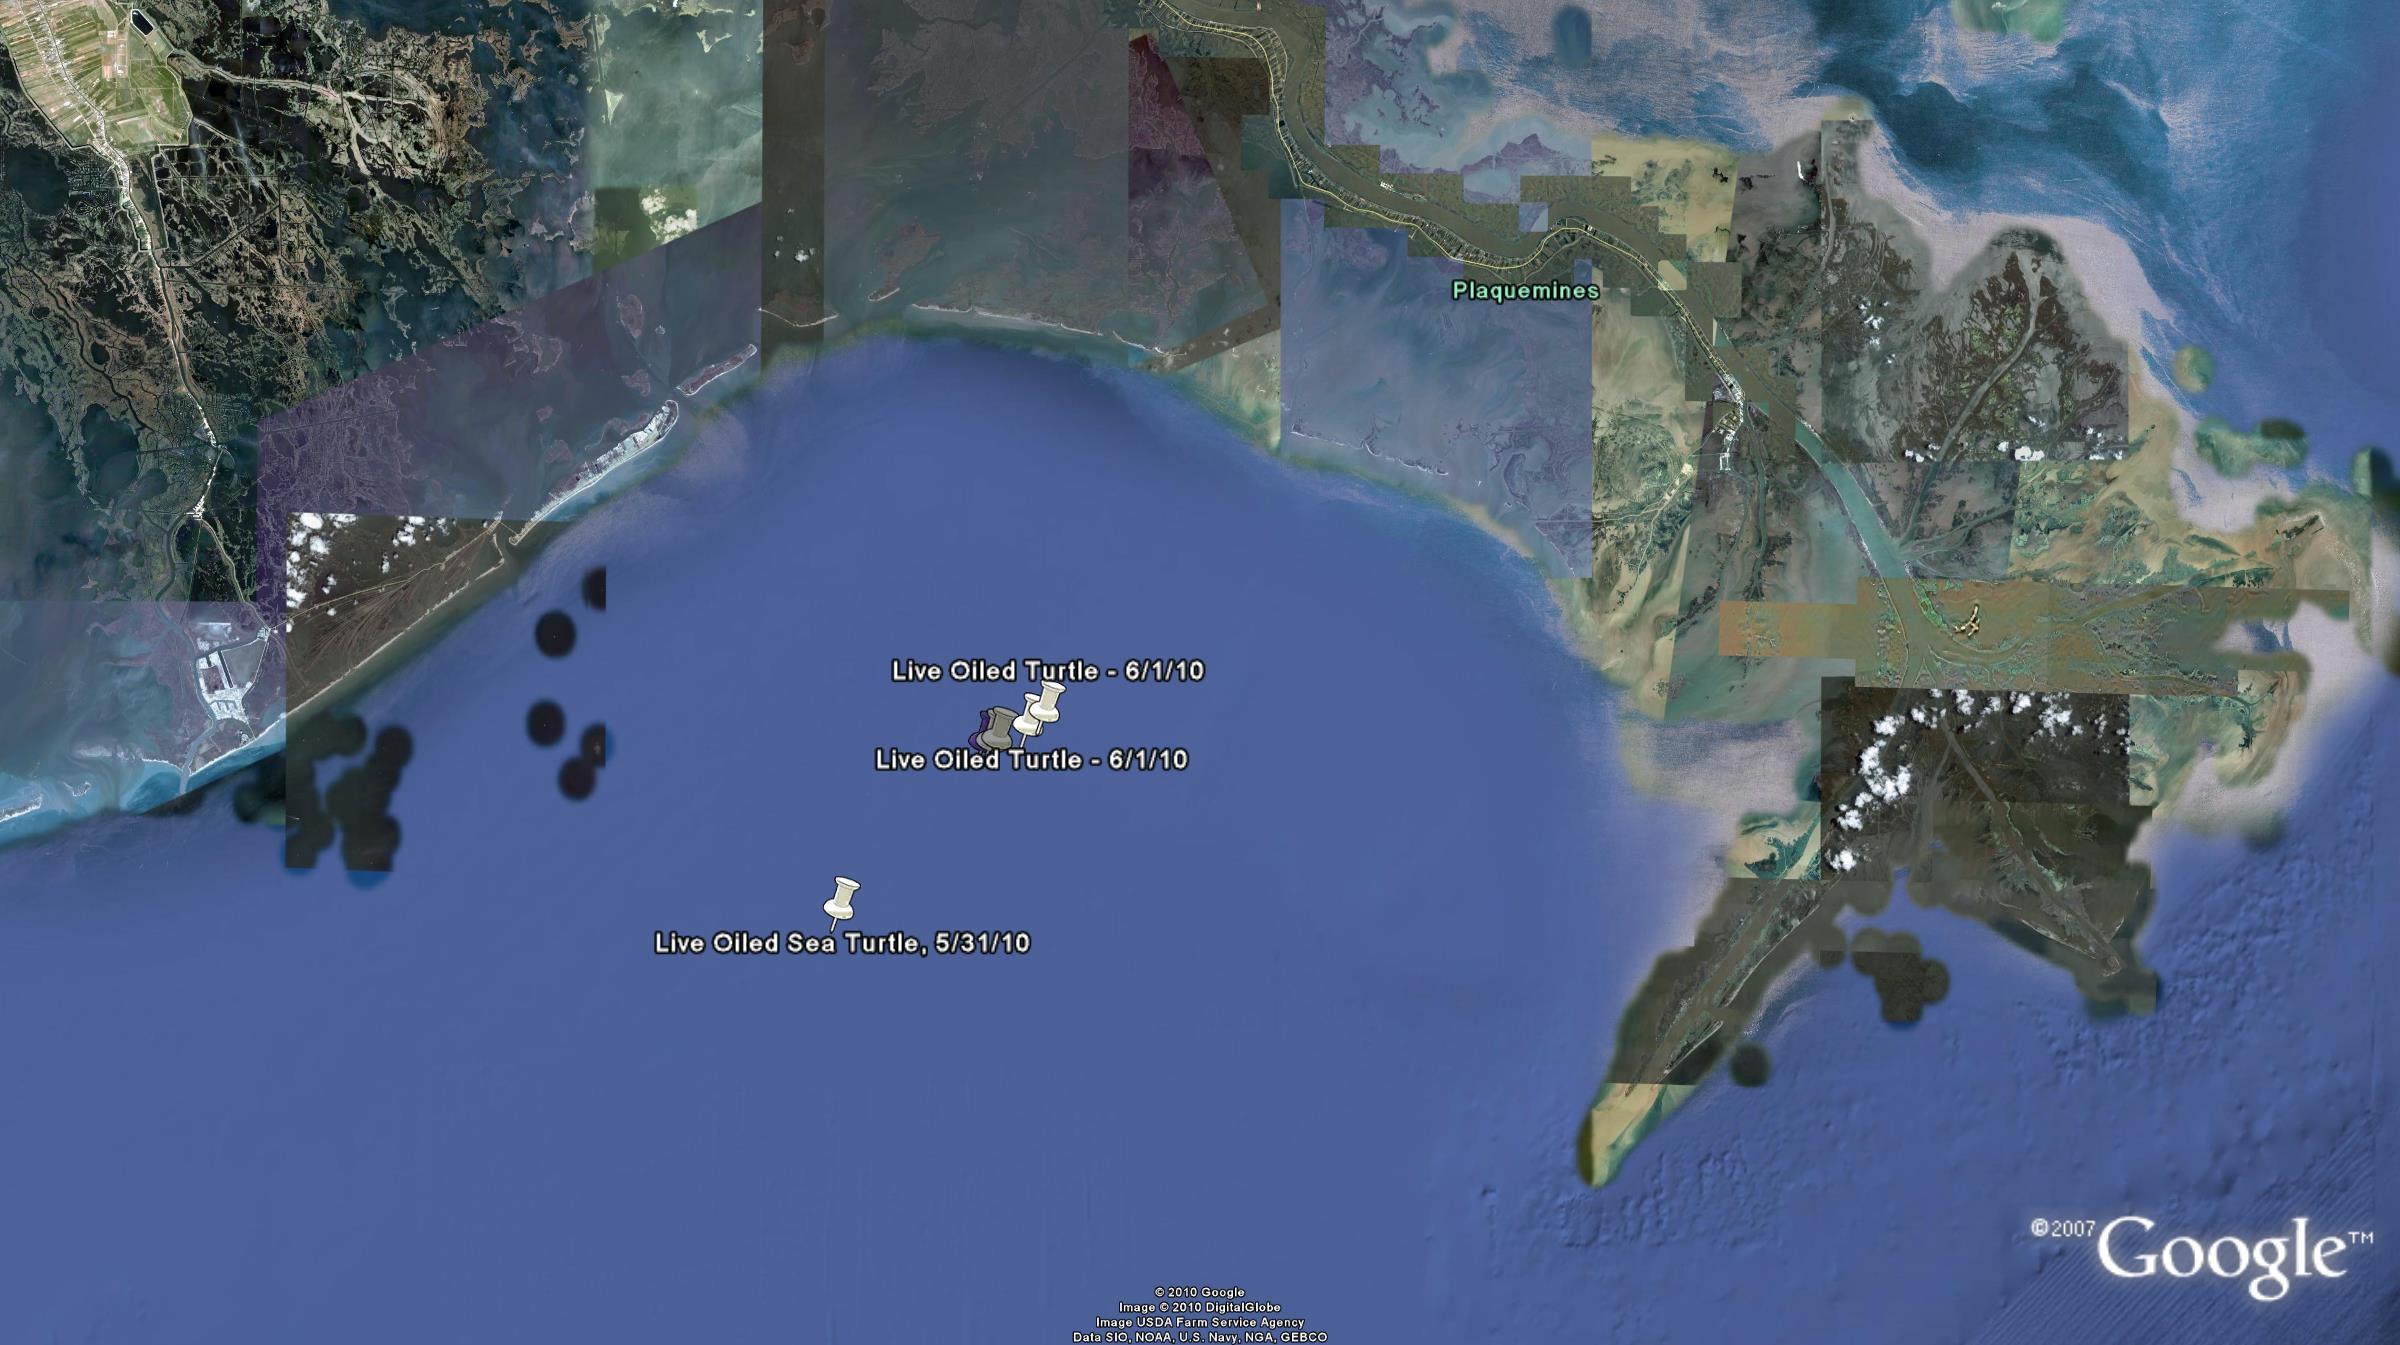 Plaquemines
Live Oiled Turtle - 6/1/10
Live Oiled Turtle - 6/1/10
Live Oiled Sea Turtle, 5/31/10
©2007 Google™
© 2010 Google
Image © 2010 DigitalGlobe
Image USDA Farm Service Agency
Data SIO, NOAA, U.S. Navy, NGA, GEBCO